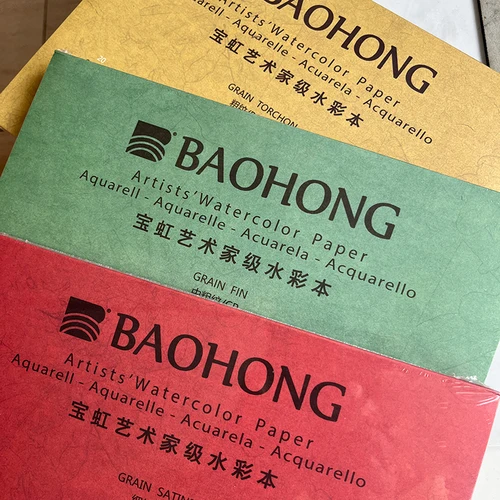 BAOHONG
Artists' Watercolor Paper
Aquarell - Aquarelle - Acuarela - Acquarello
宝虹艺术家级水彩本
GRAIN TORCHON
BAOHONG
Artists' Watercolor Paper
Aquarell - Aquarelle - Acuarela - Acquarello
宝虹艺术家级水彩本
GRAIN FIN
BAOHONG
Artists' Watercolor Paper
Aquarell - Aquarelle - Acuarela - Acquarello
宝虹艺术家级水彩本
GRAIN SATIN